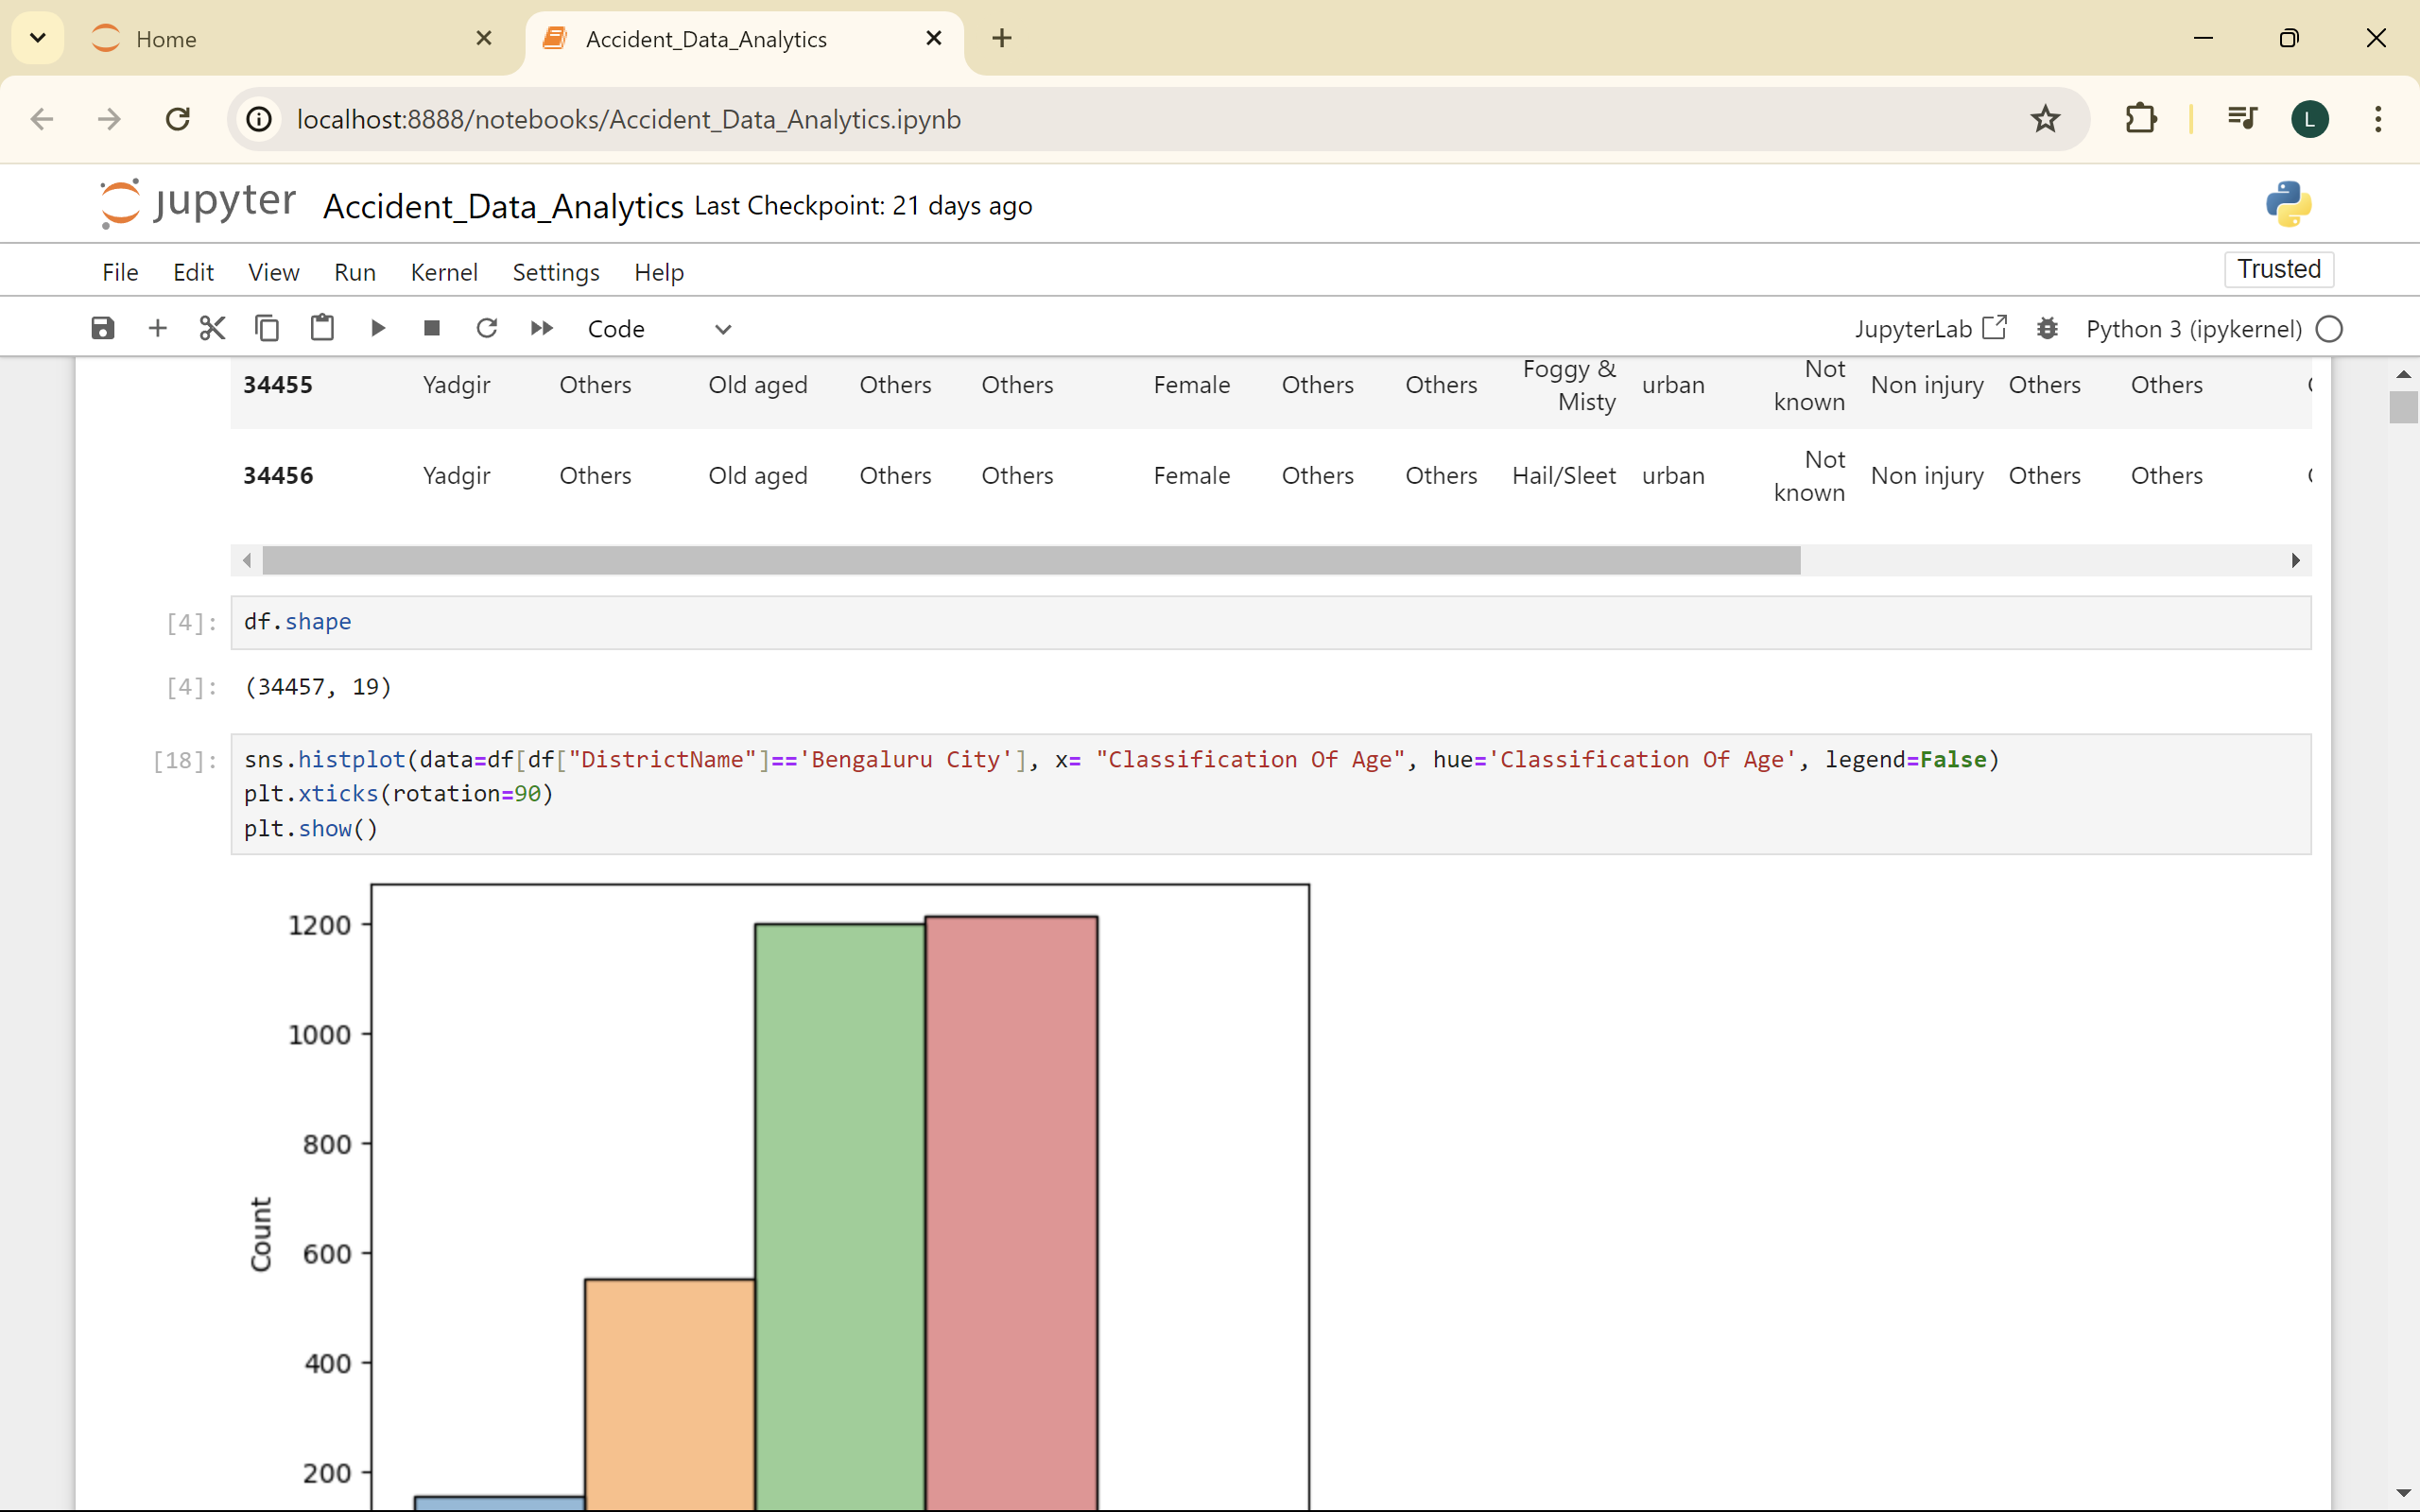 Home
Accident_Data_Analytics
localhost:8888/notebooks/Accident_Data_Analytics.ipynb
L
jupyter Accident_Data_Analytics Last Checkpoint: 21 days ago
File Edit View Run Kernel Settings Help
Trusted
Code
JupyterLab
Python 3 (ipykernel)
34455 Yadgir Others Old aged Others Others Female Others Others Foggy & Misty urban Not known Non injury Others Others
34456 Yadgir Others Old aged Others Others Female Others Others Hail/Sleet urban Not known Non injury Others Others
[4]: df.shape
[4]: (34457, 19)
[18]: sns.histplot(data=df[df["DistrictName"]=='Bengaluru City'], x= "Classification Of Age", hue='Classification Of Age', legend=False)
plt.xticks(rotation=90)
plt.show()
1200
1000
800
600
400
200
Count